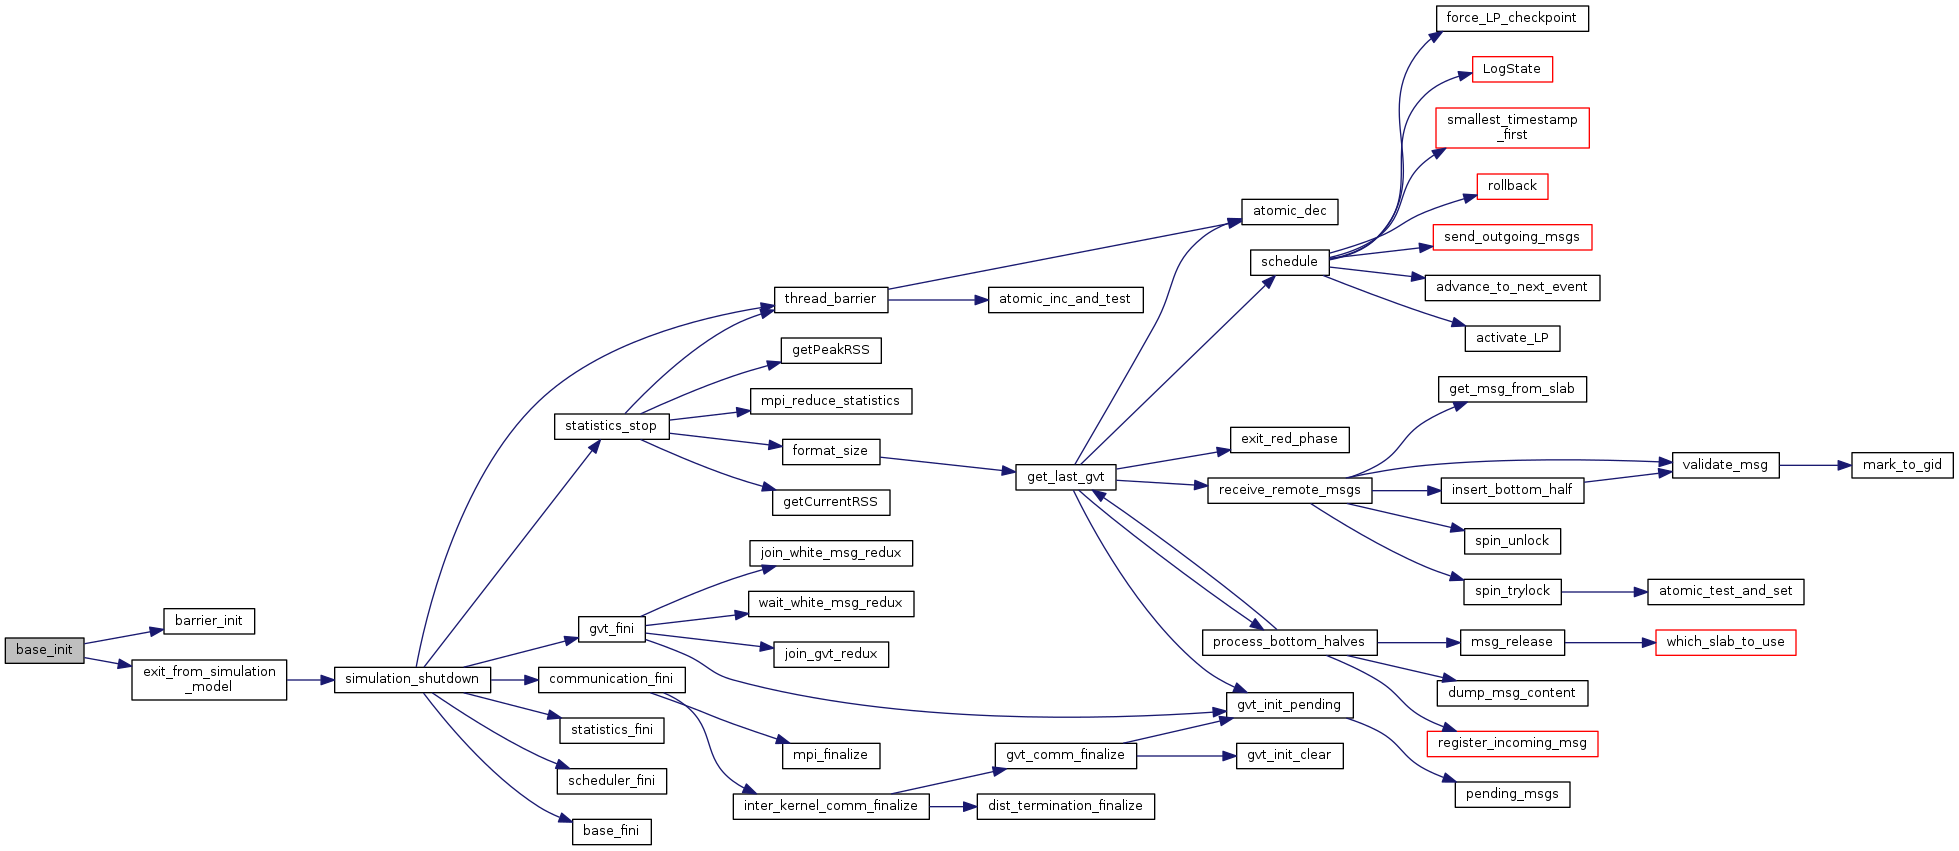 base_init
barrier_init
exit_from_simulation
_model
simulation_shutdown
statistics_stop
gvt_fini
communication_fini
statistics_fini
scheduler_fini
base_fini
thread_barrier
getPeakRSS
mpi_reduce_statistics
format_size
getCurrentRSS
join_white_msg_redux
wait_white_msg_redux
join_gvt_redux
mpi_finalize
inter_kernel_comm_finalize
atomic_inc_and_test
get_last_gvt
gvt_comm_finalize
dist_termination_finalize
atomic_dec
schedule
exit_red_phase
receive_remote_msgs
process_bottom_halves
gvt_init_pending
gvt_init_clear
force_LP_checkpoint
LogState
smallest_timestamp
_first
rollback
send_outgoing_msgs
advance_to_next_event
activate_LP
get_msg_from_slab
insert_bottom_half
spin_unlock
spin_trylock
msg_release
dump_msg_content
register_incoming_msg
pending_msgs
validate_msg
atomic_test_and_set
which_slab_to_use
mark_to_gid